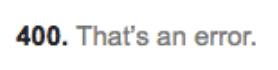 400. That's an error.